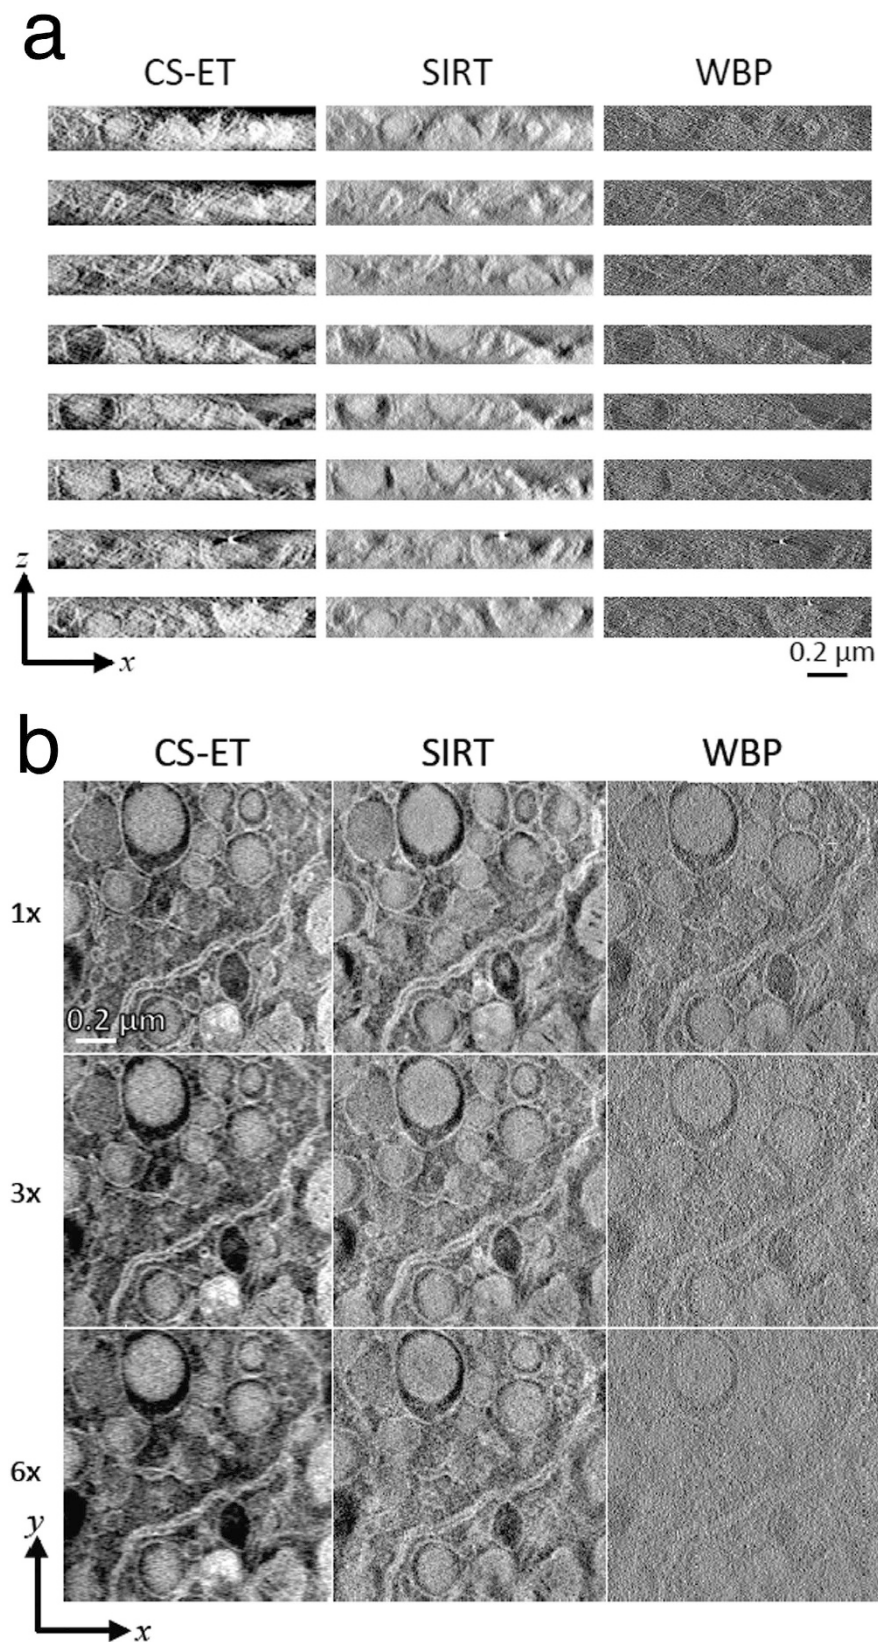 a
CS-ET SIRT WBP
z
x
0.2 μm
b
CS-ET SIRT WBP
1x
0.2 μm
3x
6x
y
x